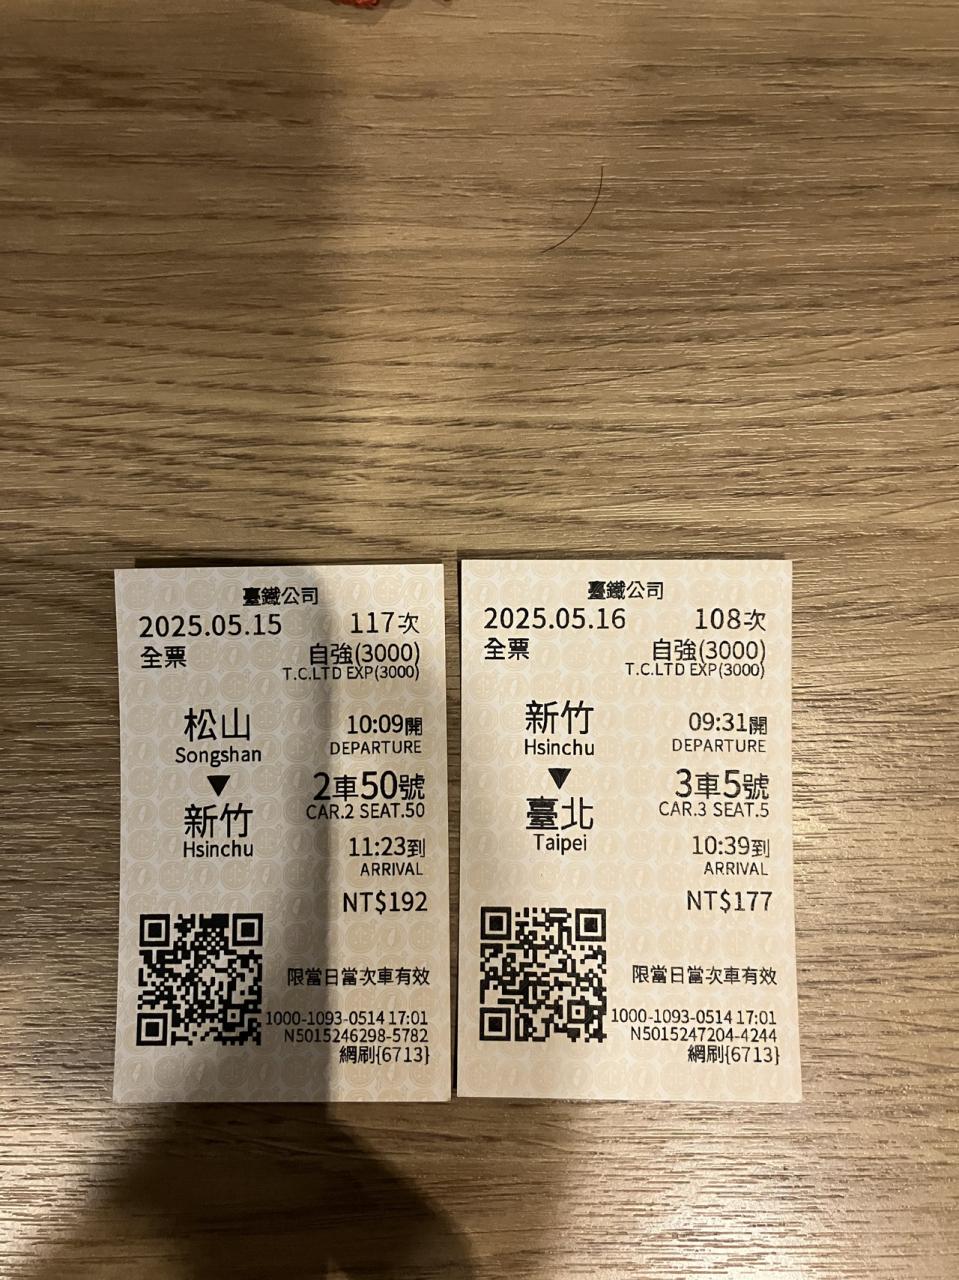 臺鐵公司
2025.05.15 117次
全票 自強(3000)
T.C.LTD EXP(3000)
松山 10:09開
Songshan DEPARTURE
▼ 2車50號
CAR.2 SEAT.50
新竹
Hsinchu 11:23到
ARRIVAL
NT$192
限當日當次車有效
1000-1093-0514 17:01
N5015246298-5782
網刷{6713}
臺鐵公司
2025.05.16 108次
全票 自強(3000)
T.C.LTD EXP(3000)
新竹 09:31開
Hsinchu DEPARTURE
▼ 3車5號
CAR.3 SEAT.5
臺北
Taipei 10:39到
ARRIVAL
NT$177
限當日當次車有效
1000-1093-0514 17:01
N5015247204-4244
網刷{6713}